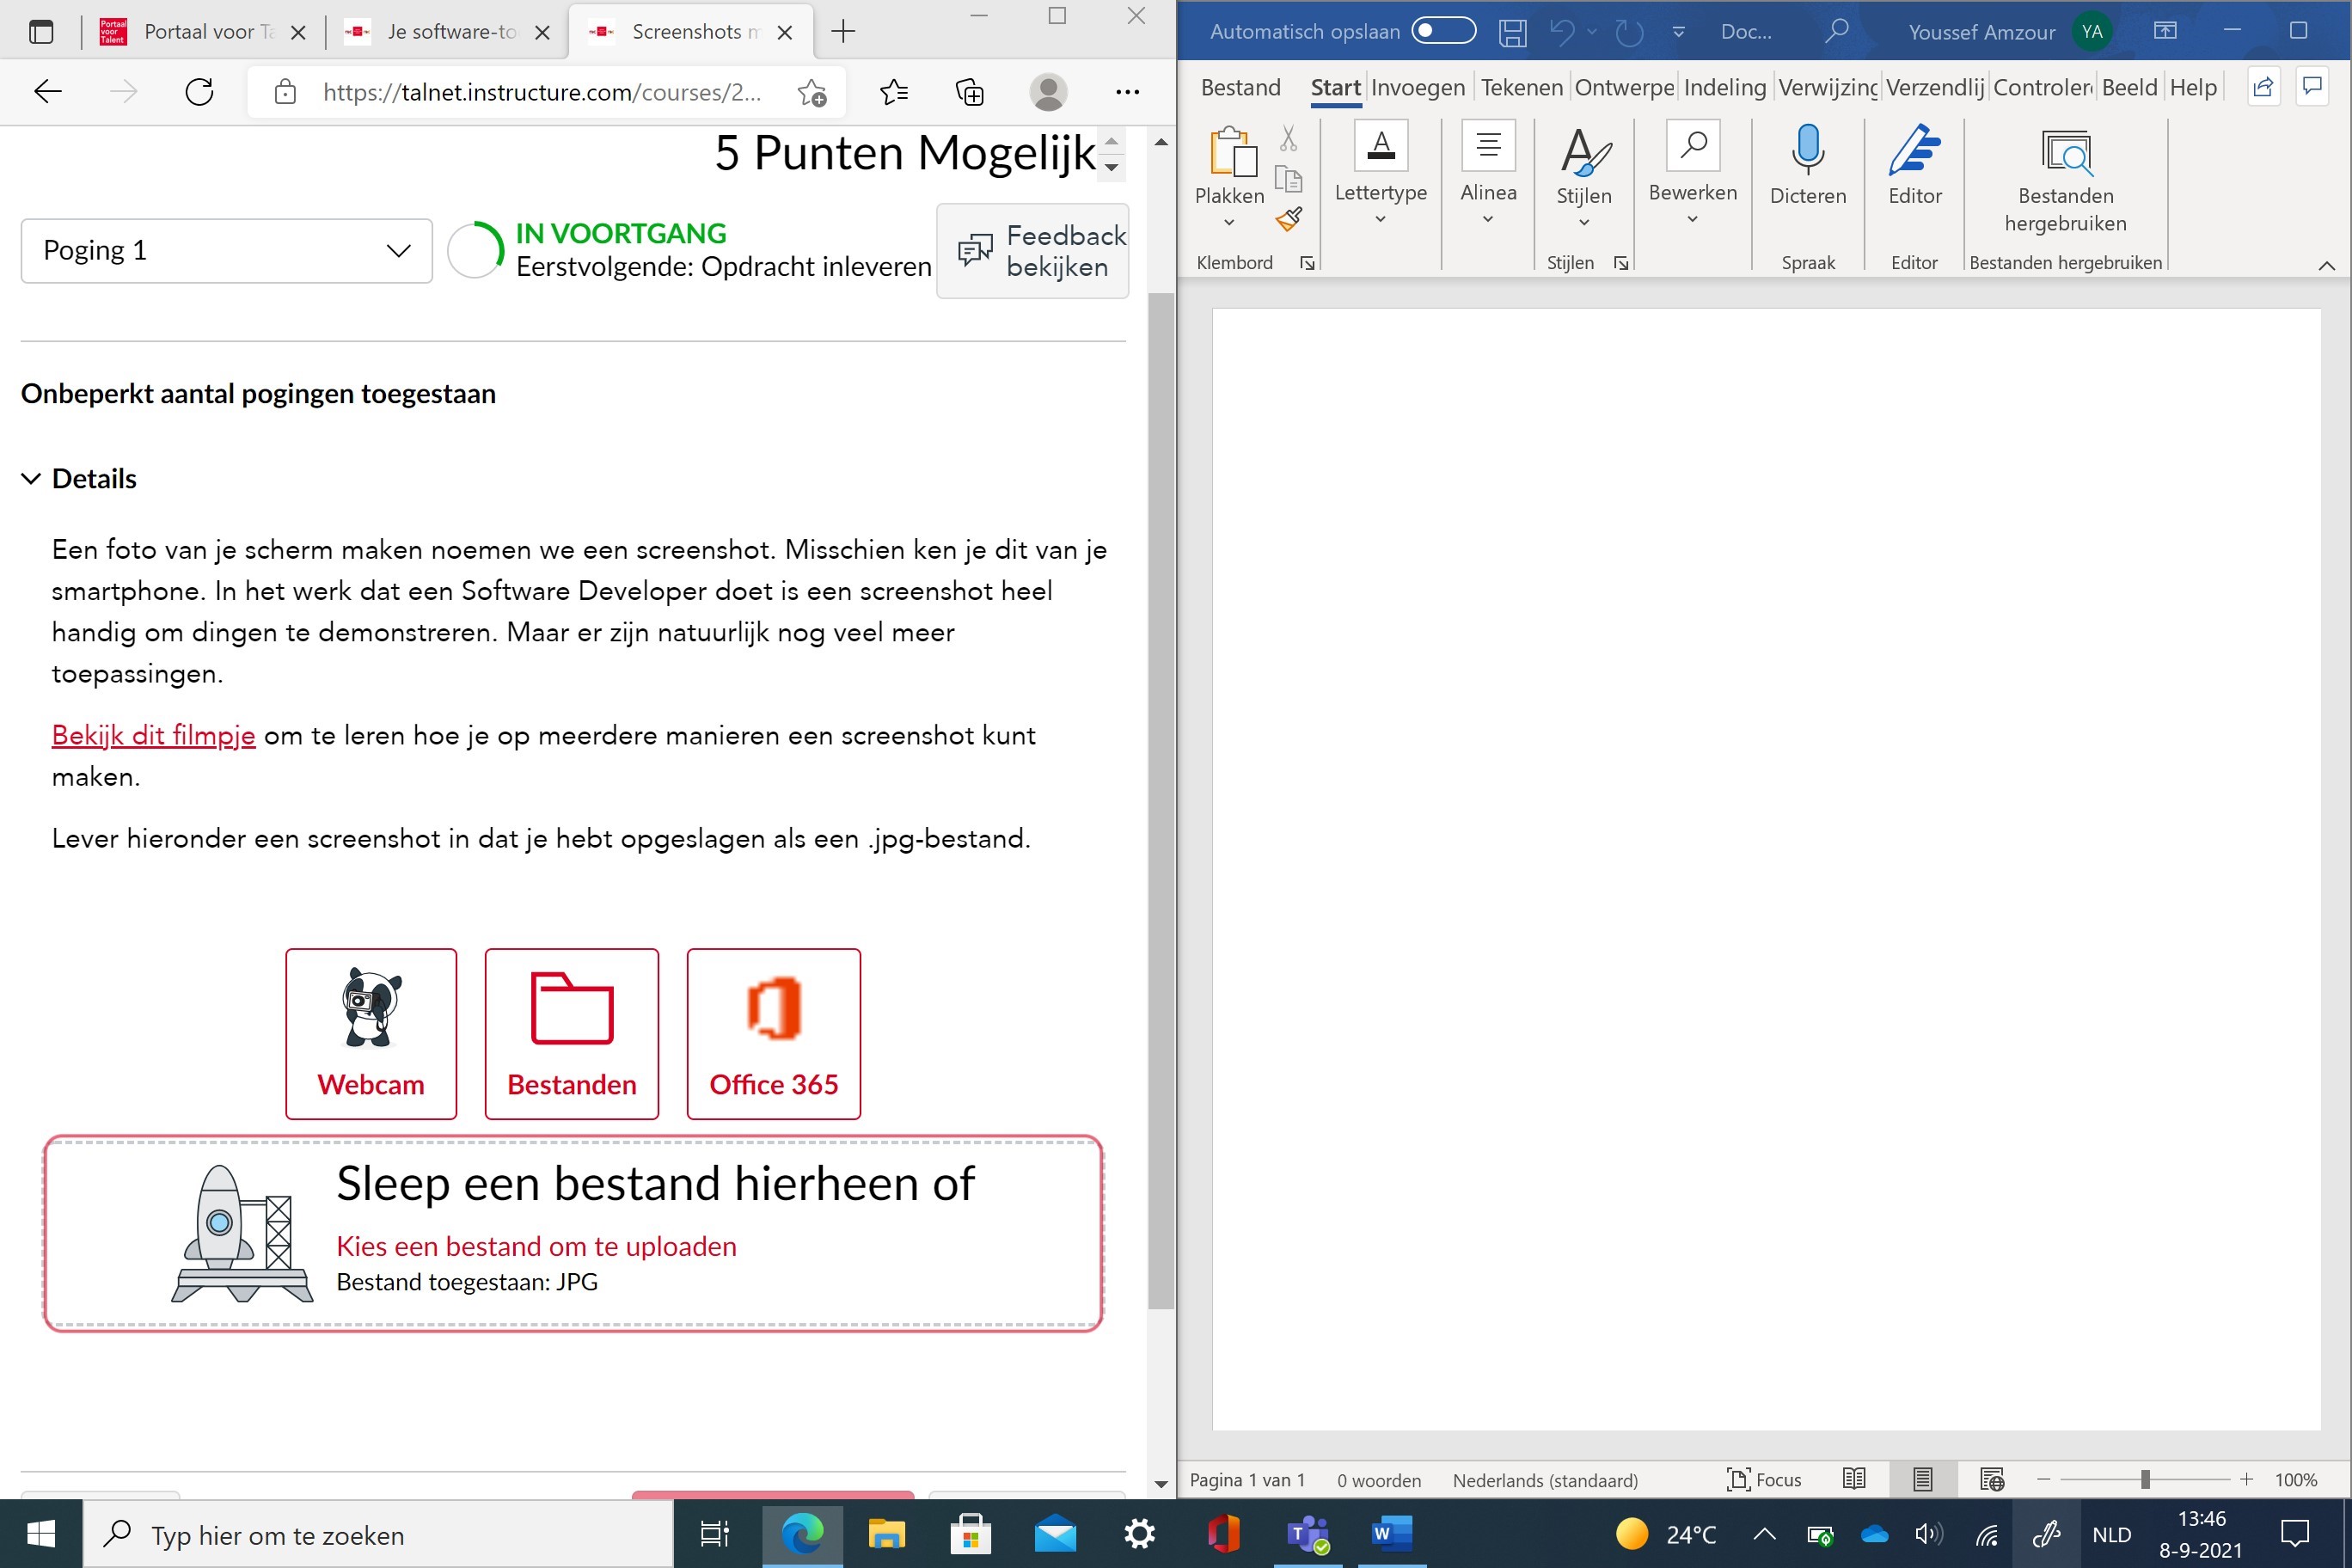 Portaal voor Talent
Portaal voor Ta
Je software-to
Screenshots m
https://talnet.instructure.com/courses/2...
5 Punten Mogelijk
Poging 1
IN VOORTGANG
Eerstvolgende: Opdracht inleveren
Feedback
bekijken
Onbeperkt aantal pogingen toegestaan
Details
Een foto van je scherm maken noemen we een screenshot. Misschien ken je dit van je
smartphone. In het werk dat een Software Developer doet is een screenshot heel
handig om dingen te demonstreren. Maar er zijn natuurlijk nog veel meer
toepassingen.
Bekijk dit filmpje om te leren hoe je op meerdere manieren een screenshot kunt
maken.
Lever hieronder een screenshot in dat je hebt opgeslagen als een .jpg-bestand.
Webcam
Bestanden
Office 365
Sleep een bestand hierheen of
Kies een bestand om te uploaden
Bestand toegestaan: JPG
Automatisch opslaan
Doc...
Youssef Amzour
YA
Bestand Start Invoegen Tekenen Ontwerpe Indeling Verwijzinc Verzendlij Controler Beeld Help
Plakken
Lettertype
Alinea
Stijlen
Bewerken
Dicteren
Editor
Bestanden
hergebruiken
Klembord
Stijlen
Spraak
Editor
Bestanden hergebruiken
Pagina 1 van 1
0 woorden
Nederlands (standaard)
Focus
100%
Typ hier om te zoeken
24°C
NLD
13:46
8-9-2021